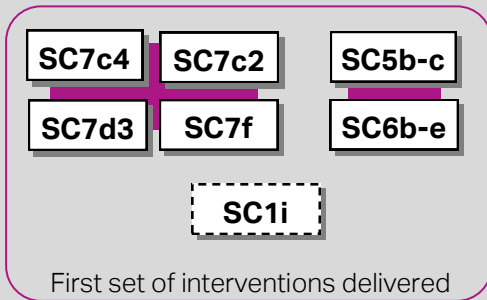 SC7c4 SC7c2 SC5b-c
SC7d3 SC7f SC6b-e
SC1i
First set of interventions delivered